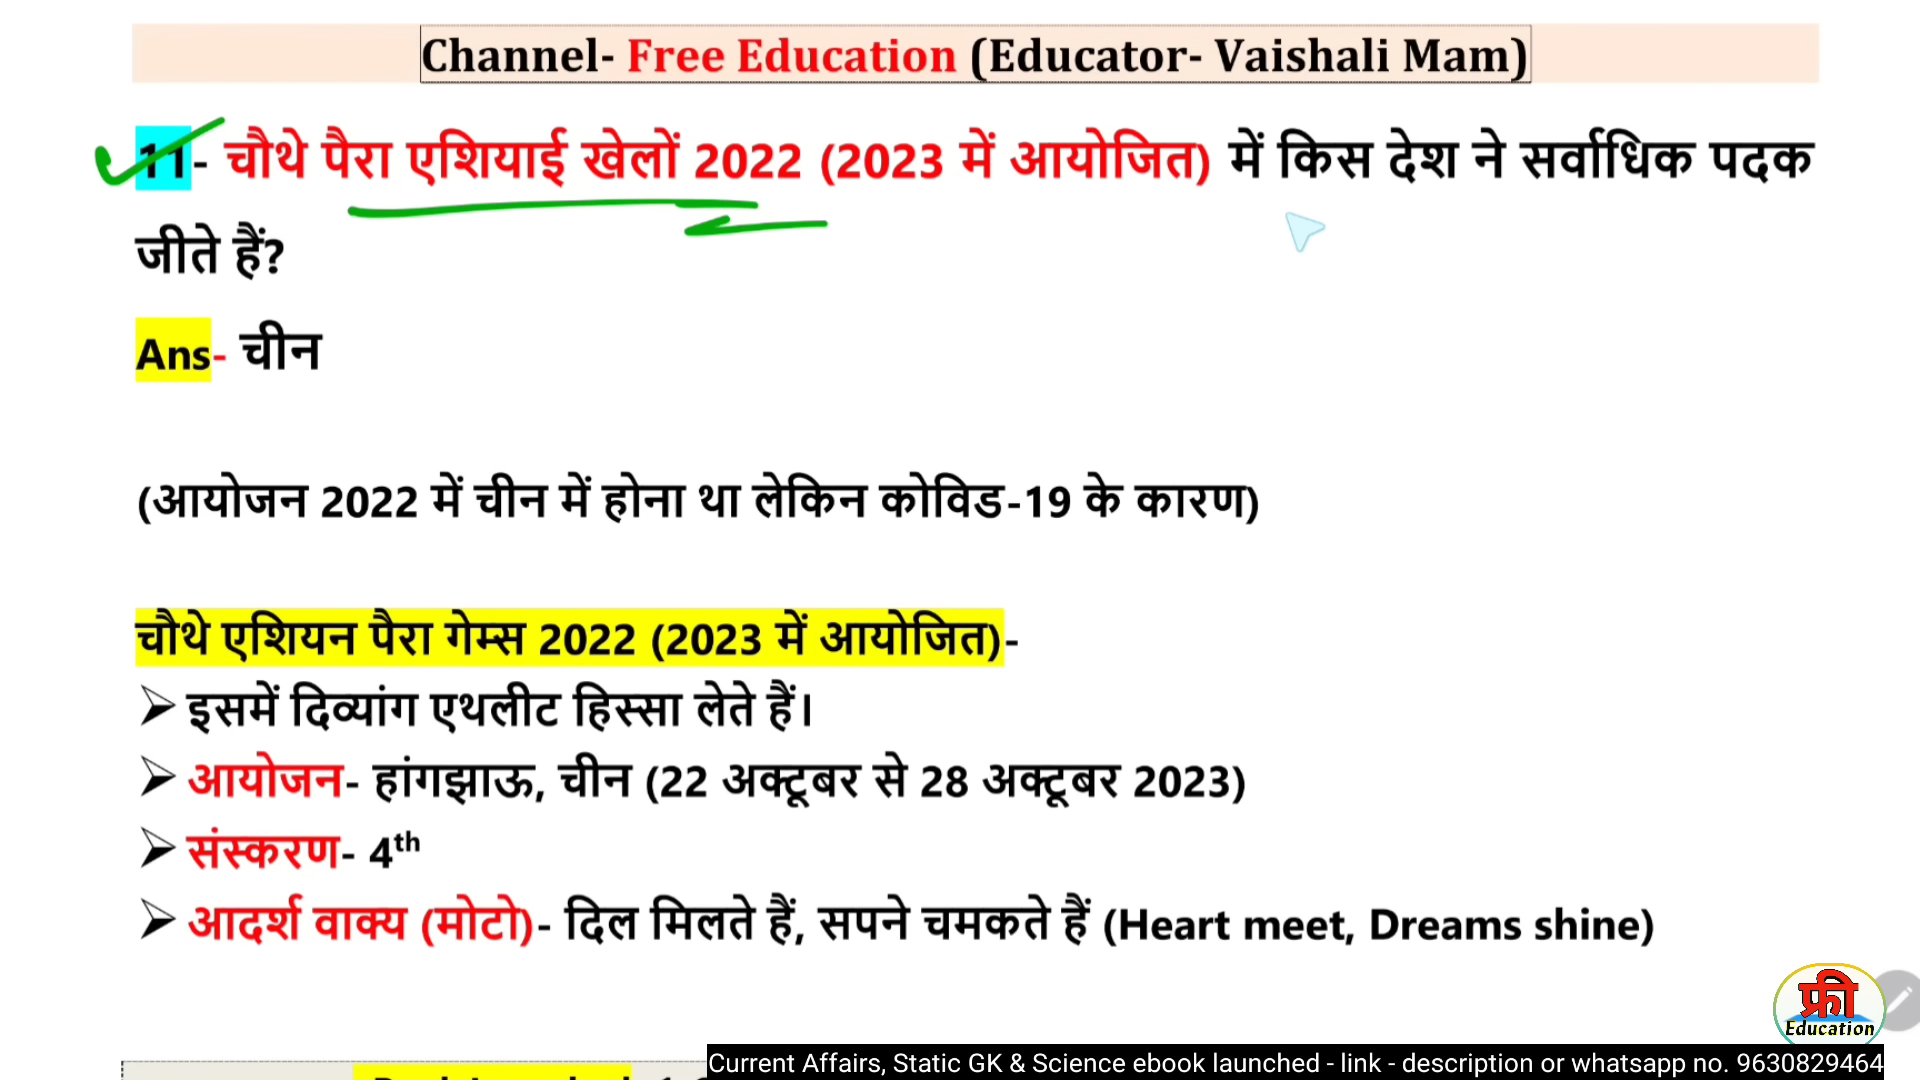 Channel- Free Education (Educator- Vaishali Mam)
11- चौथे पैरा एशियाई खेलों 2022 (2023 में आयोजित) में किस देश ने सर्वाधिक पदक
जीते हैं?
Ans- चीन
(आयोजन 2022 में चीन में होना था लेकिन कोविड-19 के कारण)
चौथे एशियन पैरा गेम्स 2022 (2023 में आयोजित)-
इसमें दिव्यांग एथलीट हिस्सा लेते हैं।
आयोजन- हांगझाऊ, चीन (22 अक्टूबर से 28 अक्टूबर 2023)
संस्करण- 4th
आदर्श वाक्य (मोटो)- दिल मिलते हैं, सपने चमकते हैं (Heart meet, Dreams shine)
फ्री
Education
Current Affairs, Static GK & Science ebook launched - link - description or whatsapp no. 9630829464